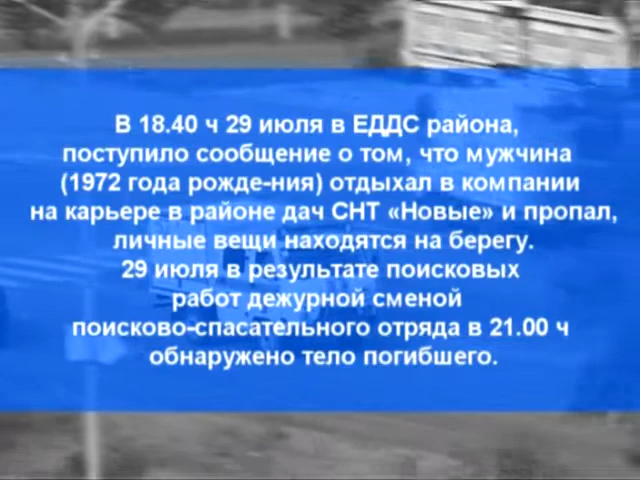 В 18.40 ч 29 июля в ЕДДС района,
поступило сообщение о том, что мужчина
(1972 года рожде-ния) отдыхал в компании
на карьере в районе дач СНТ «Новые» и пропал,
личные вещи находятся на берегу.
29 июля в результате поисковых
работ дежурной сменой
поисково-спасательного отряда в 21.00 ч
обнаружено тело погибшего.